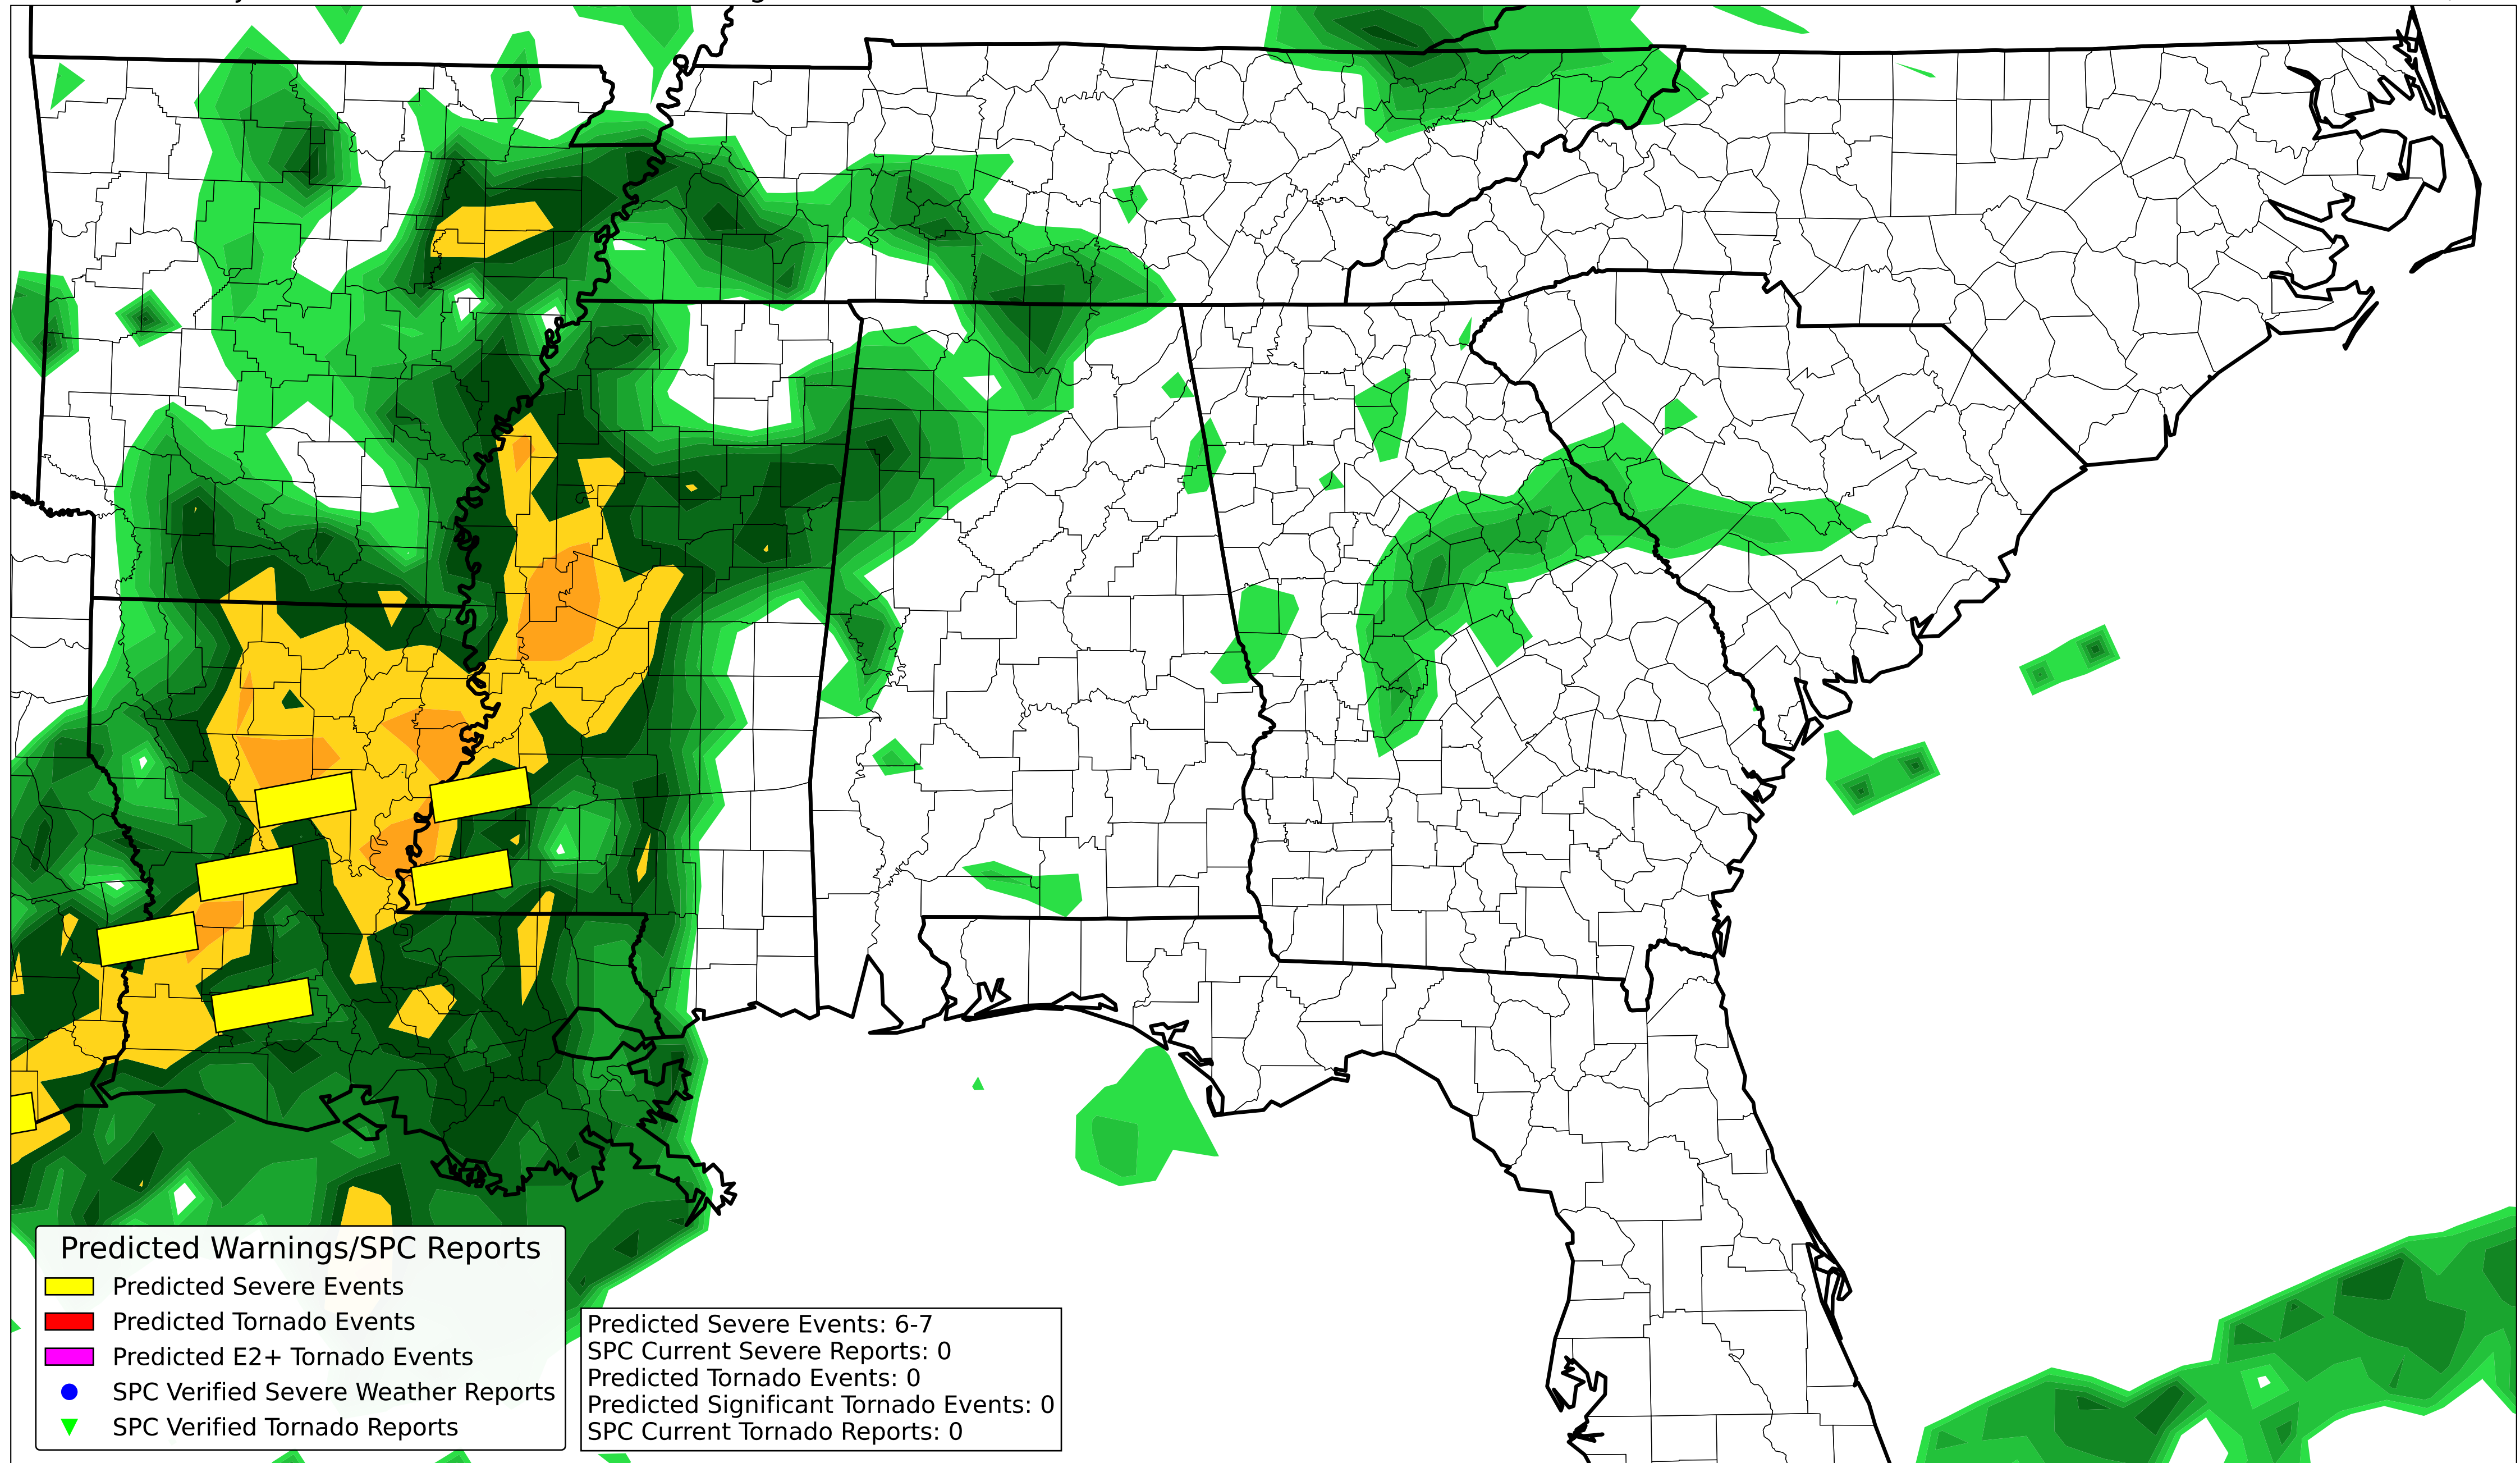 Predicted Warnings/SPC Reports
Predicted Severe Events
Predicted Tornado Events
Predicted E2+ Tornado Events
SPC Verified Severe Weather Reports
SPC Verified Tornado Reports
Predicted Severe Events: 6-7
SPC Current Severe Reports: 0
Predicted Tornado Events: 0
Predicted Significant Tornado Events: 0
SPC Current Tornado Reports: 0